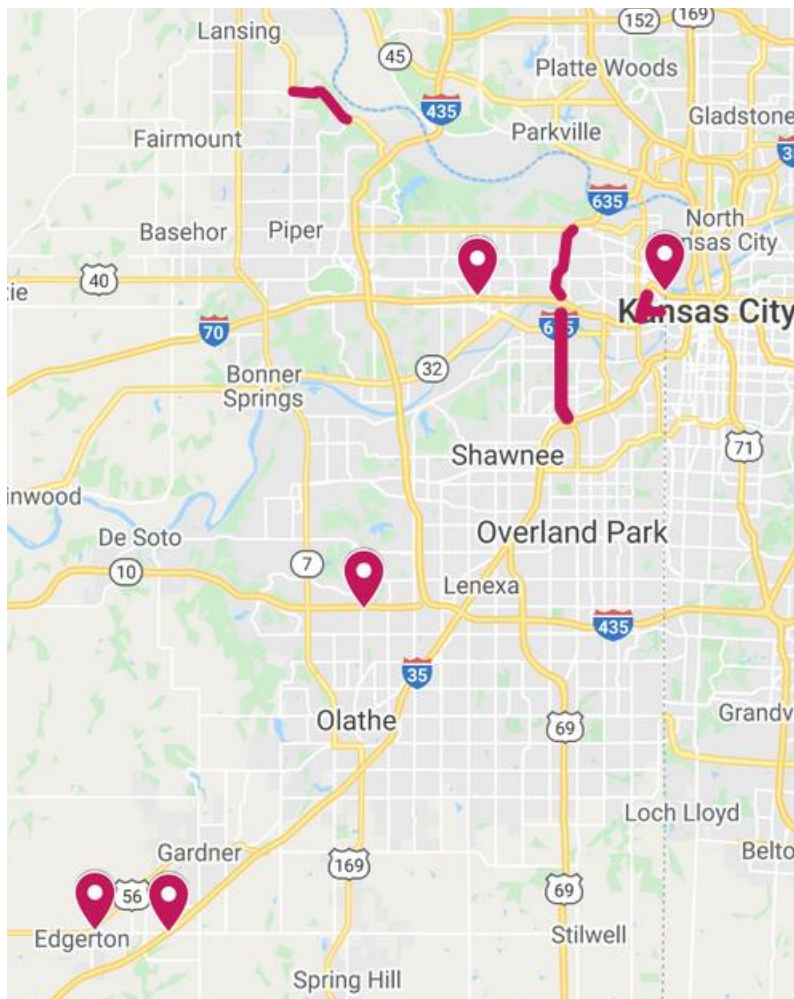 169
152
Lansing
45
Platte Woods
435
Gladstone
Parkville
Fairmount
635
North
nsas City
Basehor
Piper
40
Kansas City
70
32
Bonner
Springs
71
Shawnee
inwood
De Soto
Overland Park
10
7
Lenexa
435
35
Olathe
69
Grandv
Loch Lloyd
Belto
Gardner
169
56
69
Edgerton
Stilwell
Spring Hill